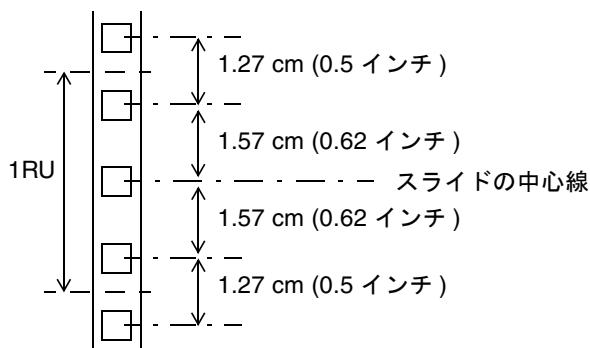 1.27 cm (0.5 インチ )
1.57 cm (0.62 インチ )
1RU
スライドの中心線
1.57 cm (0.62 インチ )
1.27 cm (0.5 インチ )